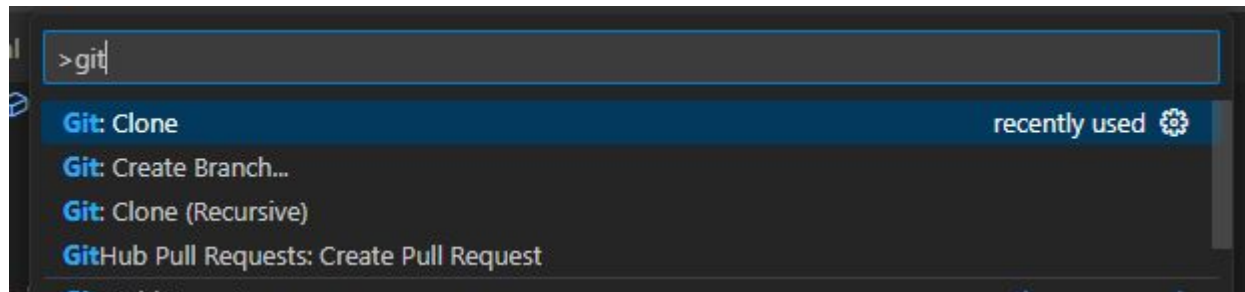 >git
Git: Clone recently used
Git: Create Branch...
Git: Clone (Recursive)
GitHub Pull Requests: Create Pull Request